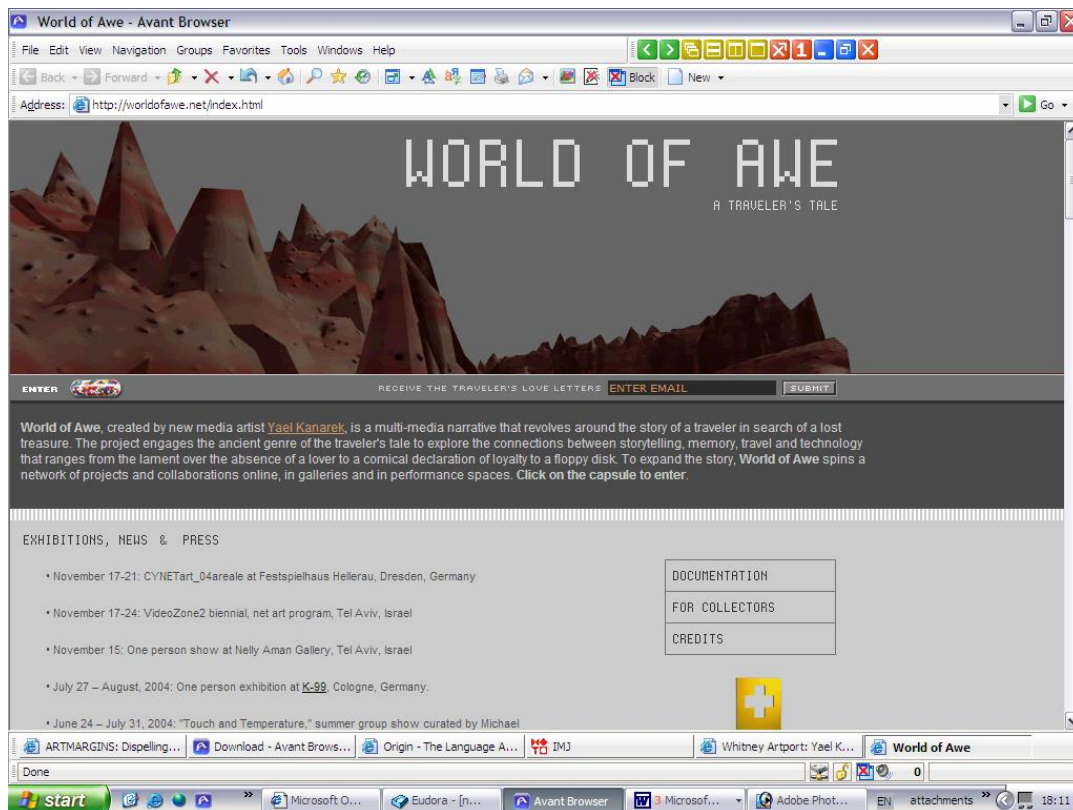 World of Awe - Avant Browser
File Edit View Navigation Groups Favorites Tools Windows Help
1
Back Forward Block New
Address: http://worldofawe.net/index.html Go
WORLD OF AWE
A TRAVELER'S TALE
ENTER RECEIVE THE TRAVELER'S LOVE LETTERS ENTER EMAIL SUBMIT
World of Awe, created by new media artist Yael Kanarek, is a multi-media narrative that revolves around the story of a traveler in search of a lost
treasure. The project engages the ancient genre of the traveler's tale to explore the connections between storytelling, memory, travel and technology
that ranges from the lament over the absence of a lover to a comical declaration of loyalty to a floppy disk. To expand the story, World of Awe spins a
network of projects and collaborations online, in galleries and in performance spaces. Click on the capsule to enter.
EXHIBITIONS, NEWS & PRESS
• November 17-21: CYNETart_04areale at Festspielhaus Hellerau, Dresden, Germany
• November 17-24: VideoZone2 biennial, net art program, Tel Aviv, Israel
• November 15: One person show at Nelly Aman Gallery, Tel Aviv, Israel
• July 27 – August, 2004: One person exhibition at K-99, Cologne, Germany.
• June 24 – July 31, 2004: "Touch and Temperature," summer group show curated by Michael
DOCUMENTATION
FOR COLLECTORS
CREDITS
ARTMARGINS: Dispelling... Download - Avant Brows... Origin - The Language A... IMJ Whitney Artport: Yael K... World of Awe
Done 0
start » Microsoft O... Eudora - [n... Avant Browser 3 Microsof... Adobe Phot... EN attachments » 18:11